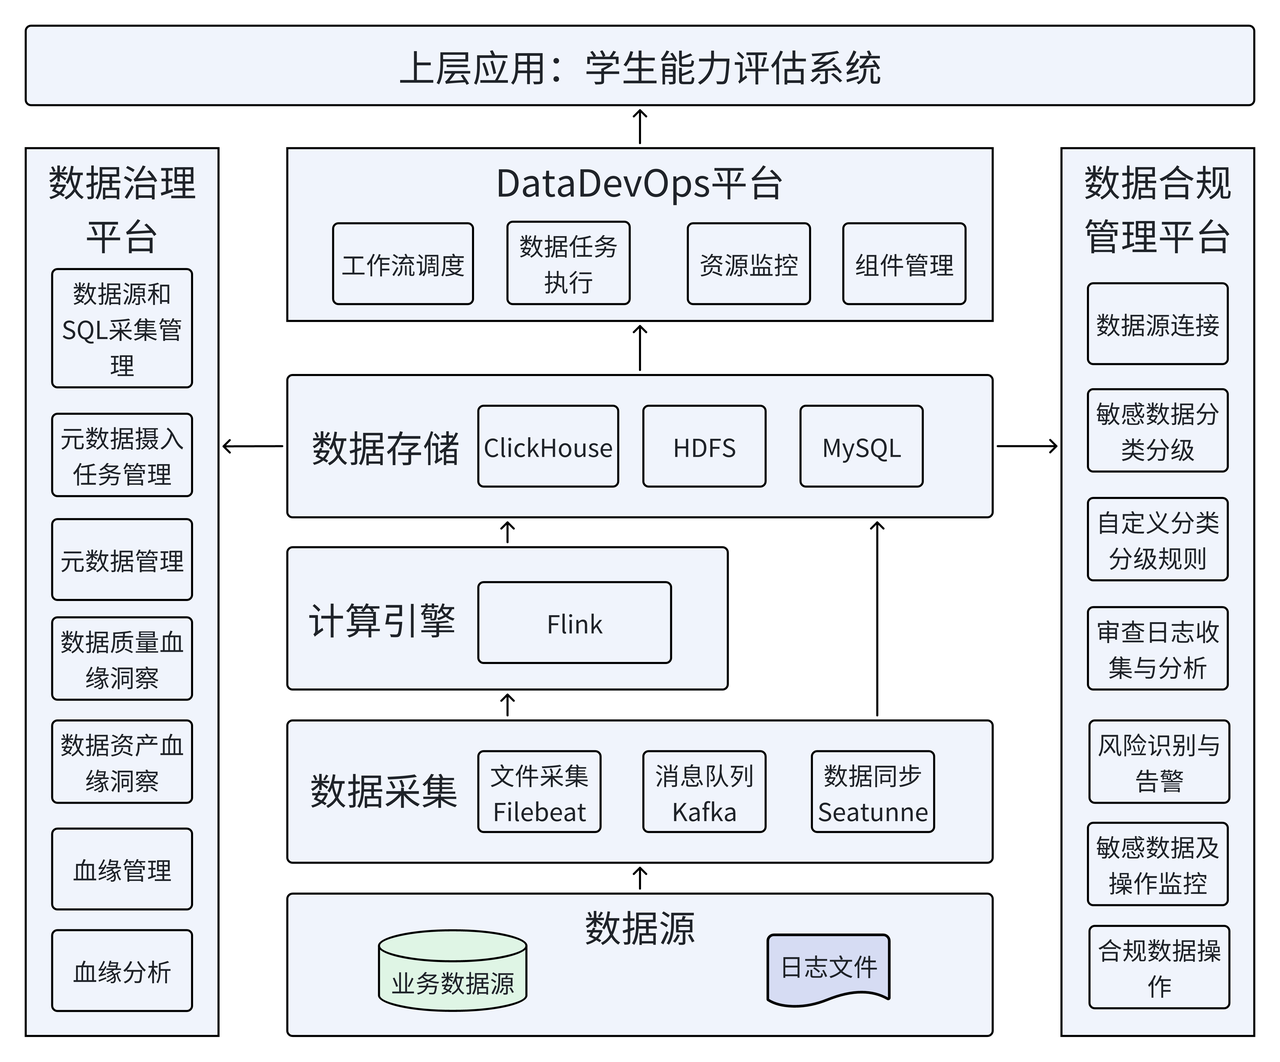 上层应用：学生能力评估系统
数据治理
平台
数据源和
SQL采集管
理
元数据摄入
任务管理
元数据管理
数据质量血
缘洞察
数据资产血
缘洞察
血缘管理
血缘分析
DataDevOps平台
工作流调度
数据任务
执行
资源监控
组件管理
数据存储
ClickHouse
HDFS
MySQL
计算引擎
Flink
数据采集
文件采集
Filebeat
消息队列
Kafka
数据同步
Seatunne
数据源
业务数据源
日志文件
数据合规
管理平台
数据源连接
敏感数据分
类分级
自定义分类
分级规则
审查日志收
集与分析
风险识别与
告警
敏感数据及
操作监控
合规数据操
作